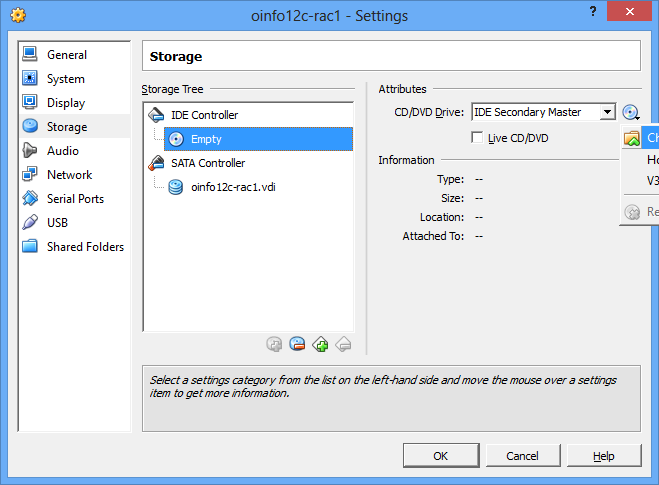 oinfo12c-rac1 - Settings
?
General
System
Display
Storage
Audio
Network
Serial Ports
USB
Shared Folders
Storage
Storage Tree
IDE Controller
Empty
SATA Controller
oinfo12c-rac1.vdi
Attributes
CD/DVD Drive: IDE Secondary Master
Live CD/DVD
Information
Type: --
Size: --
Location: --
Attached To: --
Ch
Ho
V3
Re
Select a settings category from the list on the left-hand side and move the mouse over a settings
item to get more information.
OK
Cancel
Help